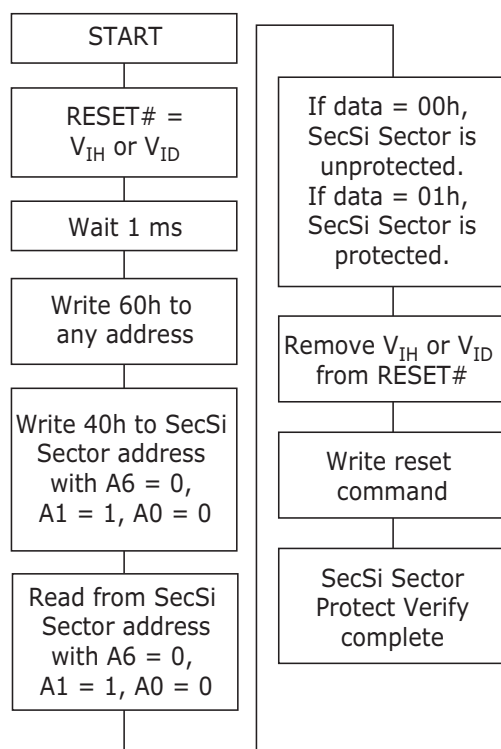 START
RESET# =
V_IH or V_ID
Wait 1 ms
Write 60h to
any address
Write 40h to SecSi
Sector address
with A6 = 0,
A1 = 1, A0 = 0
Read from SecSi
Sector address
with A6 = 0,
A1 = 1, A0 = 0
If data = 00h,
SecSi Sector is
unprotected.
If data = 01h,
SecSi Sector is
protected.
Remove V_IH or V_ID
from RESET#
Write reset
command
SecSi Sector
Protect Verify
complete